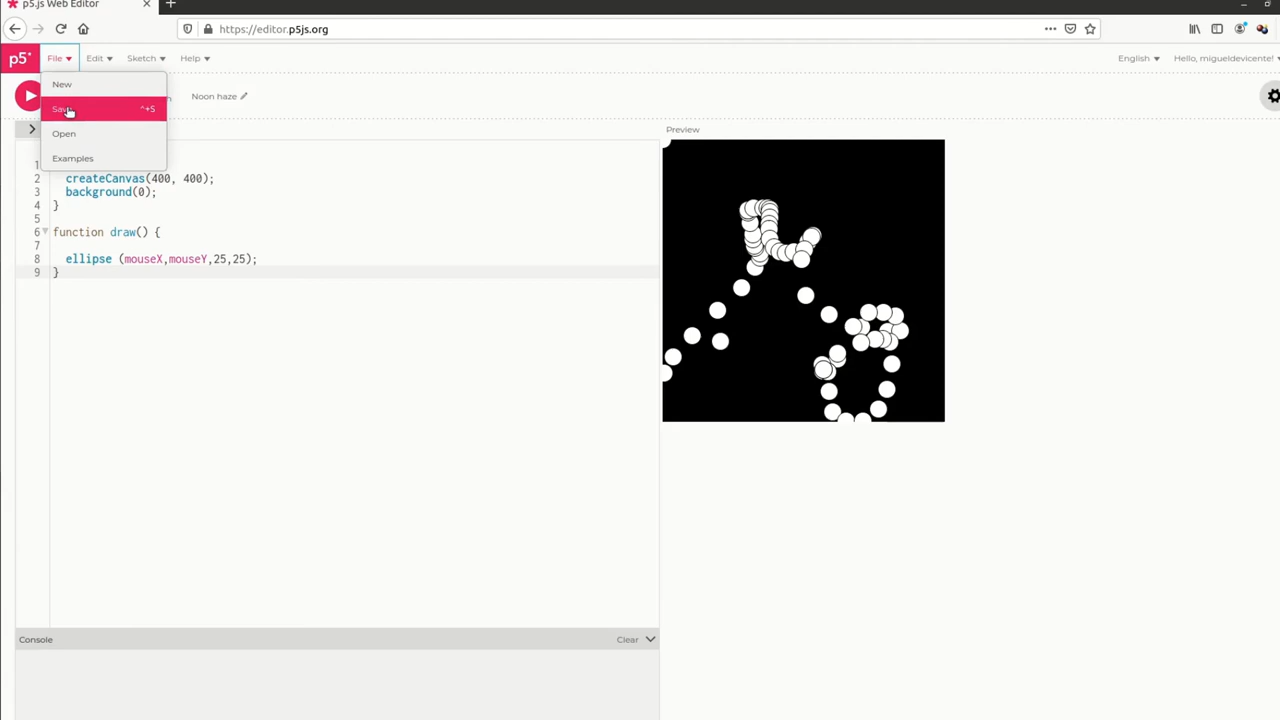 p5.js Web Editor
https://editor.p5js.org
p5* File Edit Sketch Help English Hello, migueldevicente!
New
Save ^+S
Noon haze
Open
Preview
Examples
1
2 createCanvas(400, 400);
3 background(0);
4 }
5
6 function draw() {
7
8 ellipse (mouseX,mouseY,25,25);
9 }
Console Clear